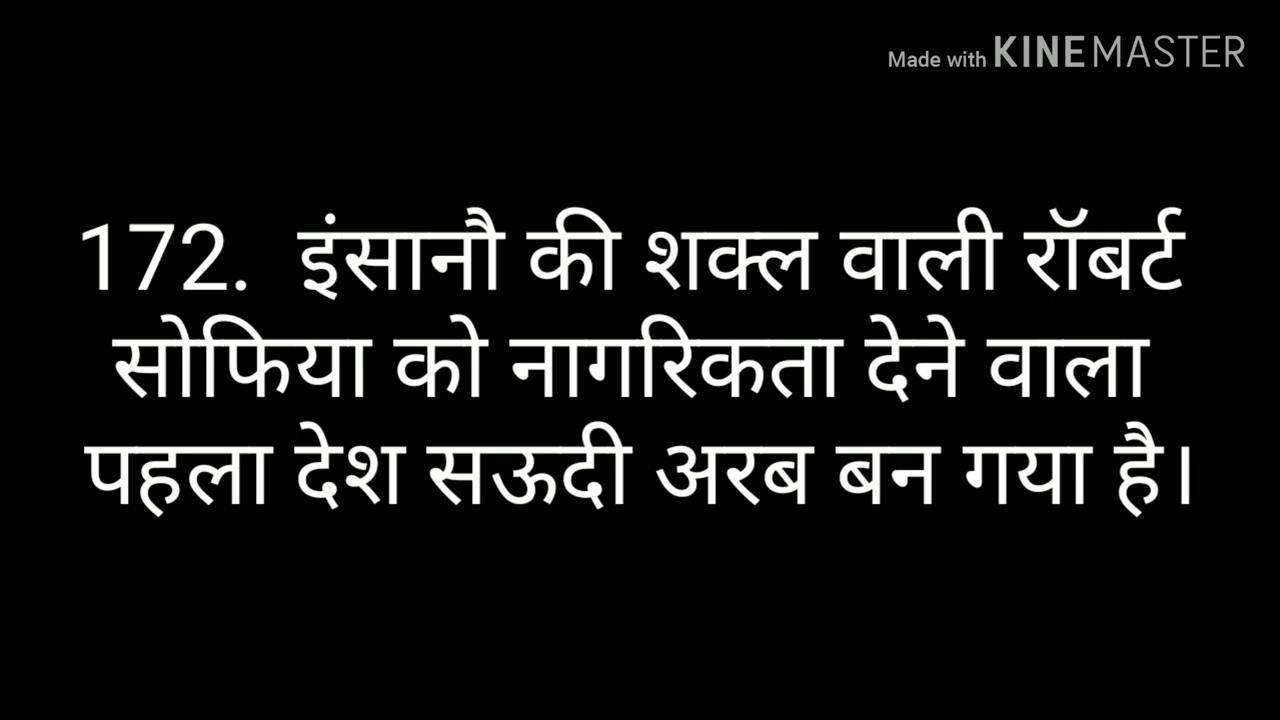 Made with KINEMASTER
172. इंसानौ की शक्ल वाली रॉबर्ट
सोफिया को नागरिकता देने वाला
पहला देश सऊदी अरब बन गया है।